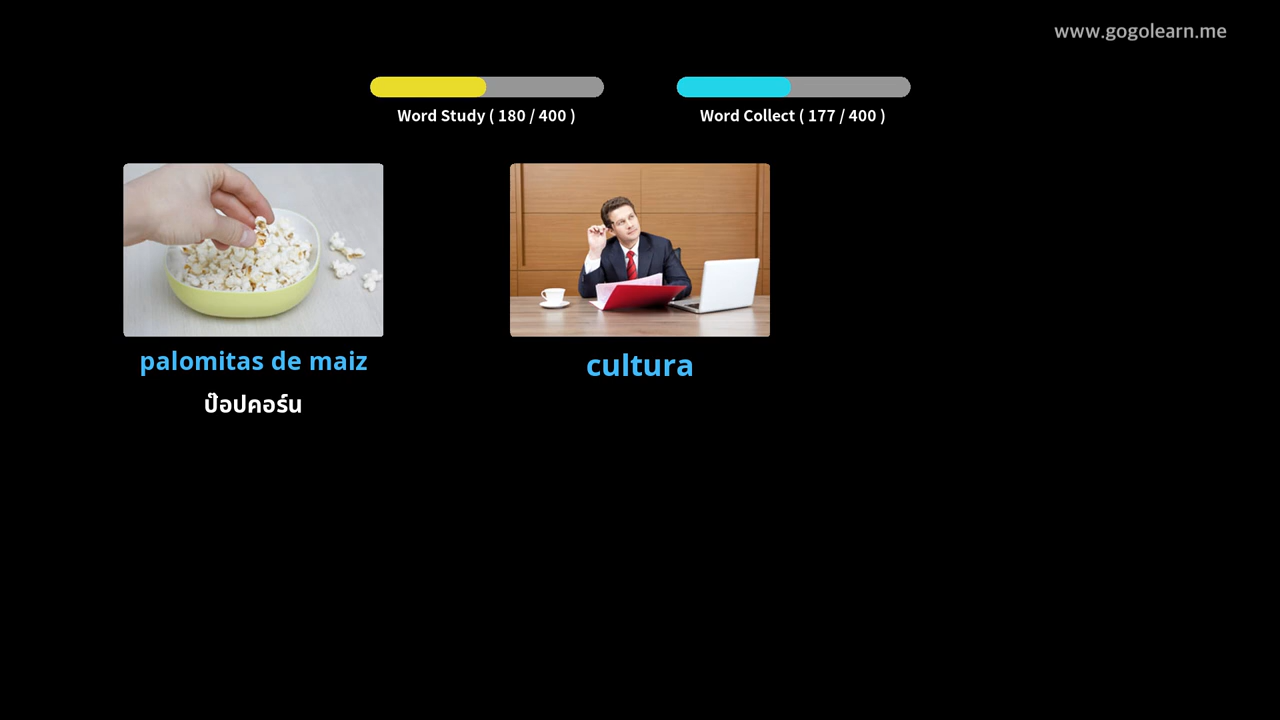 www.gogolearn.me
Word Study ( 180 / 400 )
Word Collect ( 177 / 400 )
palomitas de maiz
ป๊อปคอร์น
cultura